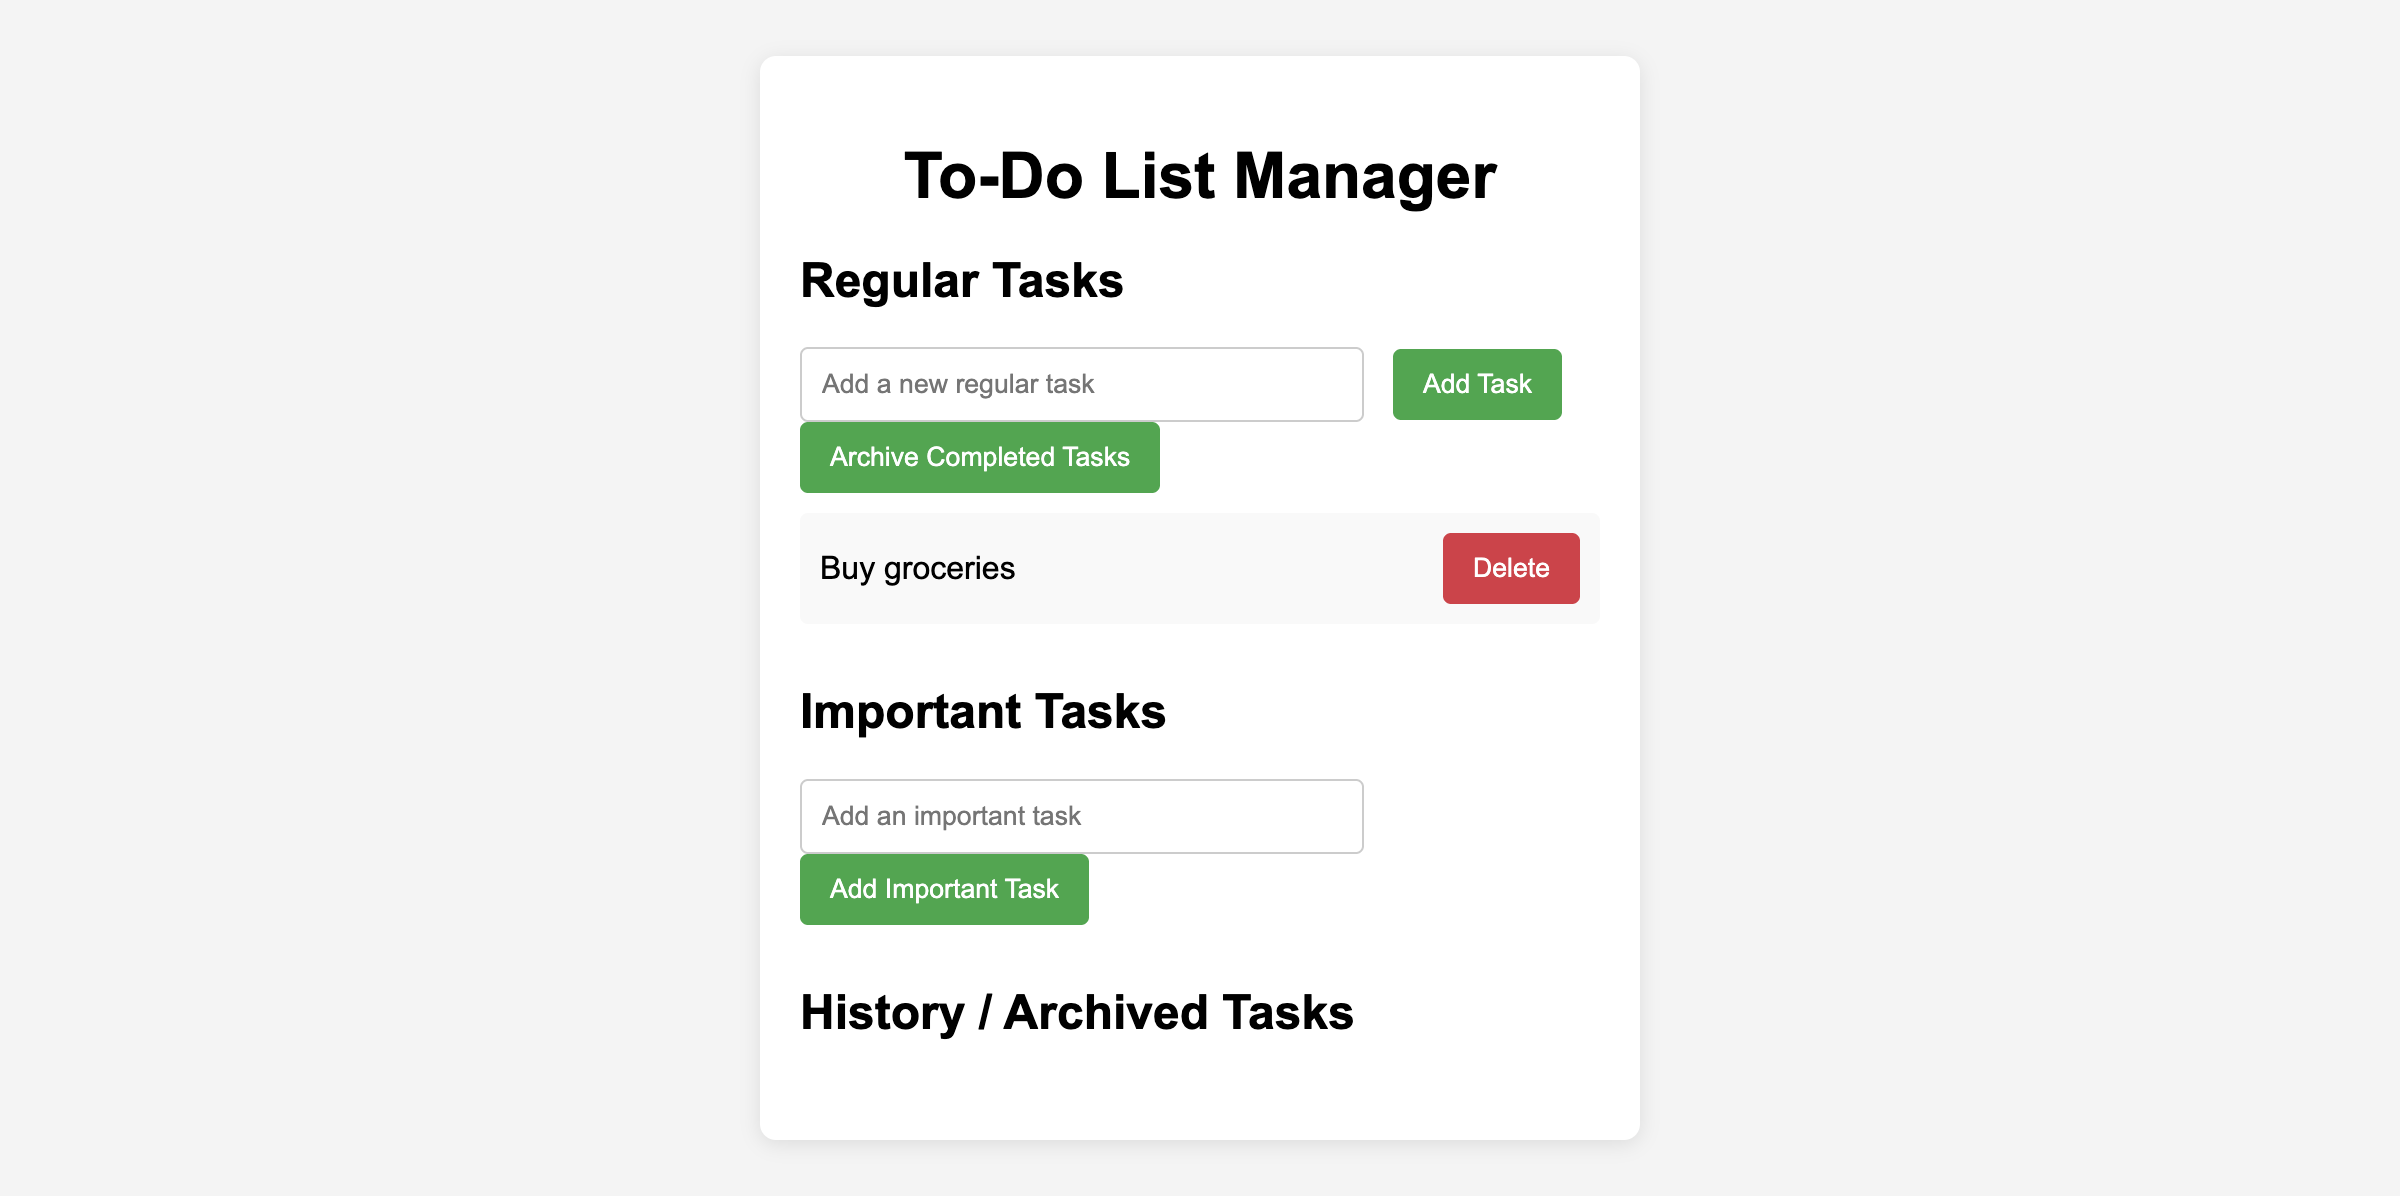 To-Do List Manager
Regular Tasks
Add a new regular task Add Task
Archive Completed Tasks
Buy groceries Delete
Important Tasks
Add an important task
Add Important Task
History / Archived Tasks